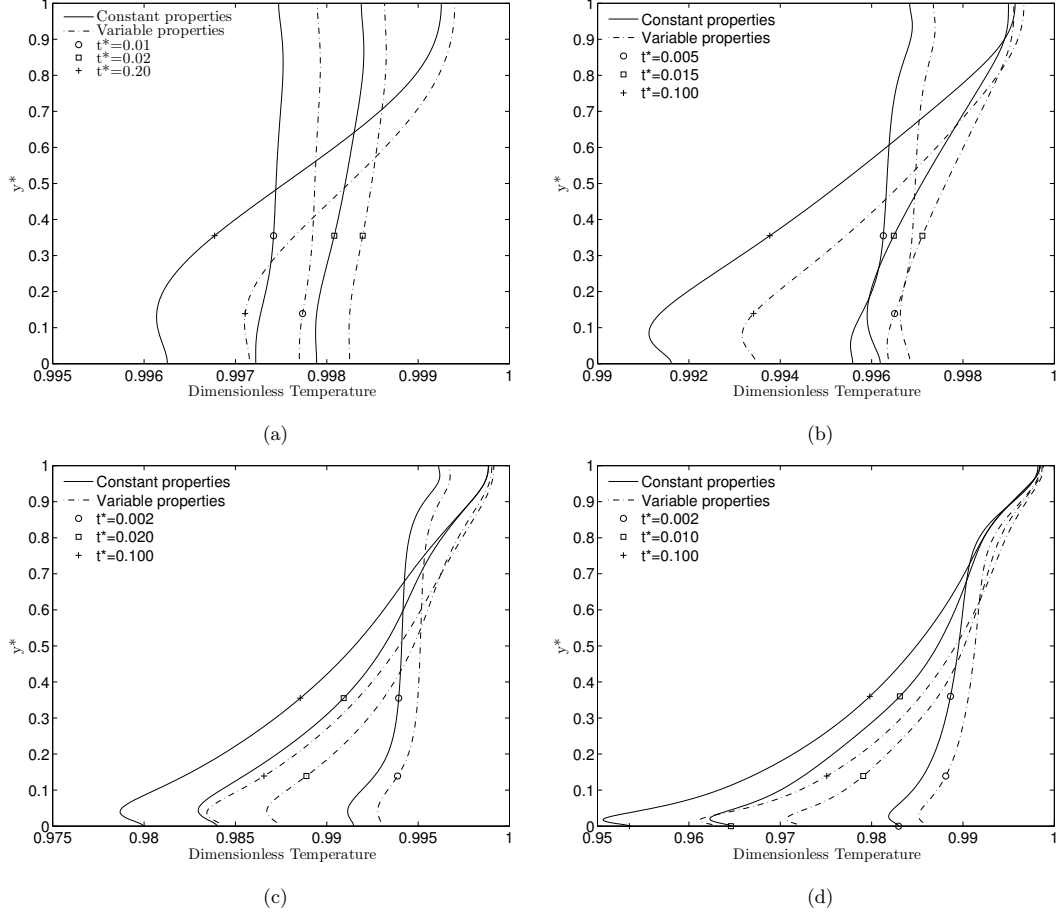 Constant properties
Variable properties
t*=0.01
t*=0.02
t*=0.20
1
0.9
0.8
0.7
0.6
0.5
0.4
0.3
0.2
0.1
0
y*
0.995 0.996 0.997 0.998 0.999 1
Dimensionless Temperature
(a)
Constant properties
Variable properties
t*=0.005
t*=0.015
t*=0.100
1
0.9
0.8
0.7
0.6
0.5
0.4
0.3
0.2
0.1
0
y*
0.99 0.992 0.994 0.996 0.998 1
Dimensionless Temperature
(b)
Constant properties
Variable properties
t*=0.002
t*=0.020
t*=0.100
1
0.9
0.8
0.7
0.6
0.5
0.4
0.3
0.2
0.1
0
y*
0.975 0.98 0.985 0.99 0.995 1
Dimensionless Temperature
(c)
Constant properties
Variable properties
t*=0.002
t*=0.010
t*=0.100
1
0.9
0.8
0.7
0.6
0.5
0.4
0.3
0.2
0.1
0
y*
0.95 0.96 0.97 0.98 0.99 1
Dimensionless Temperature
(d)